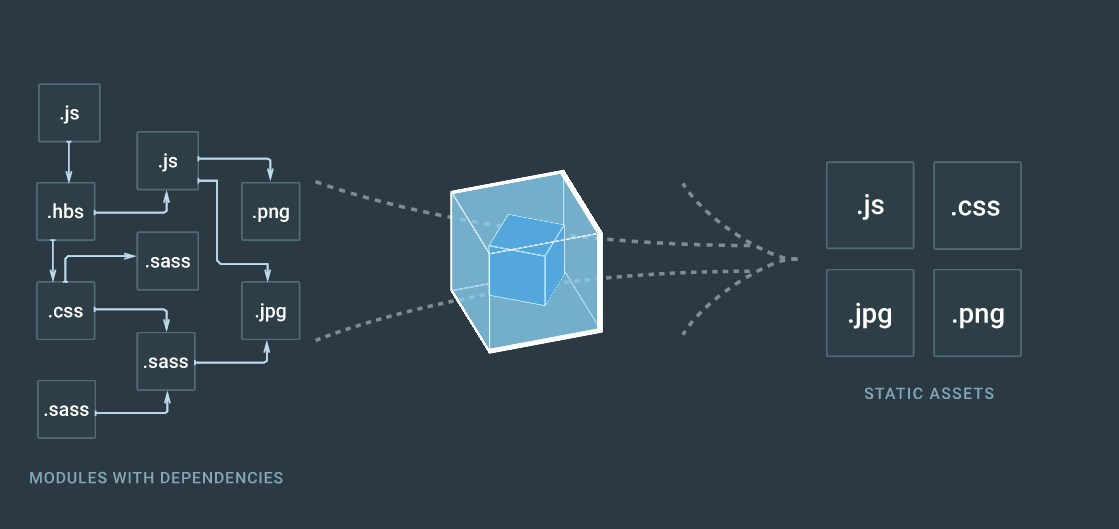 .js
.js
.hbs
.png
.sass
.css
.jpg
.sass
.sass
MODULES WITH DEPENDENCIES
.js
.css
.jpg
.png
STATIC ASSETS